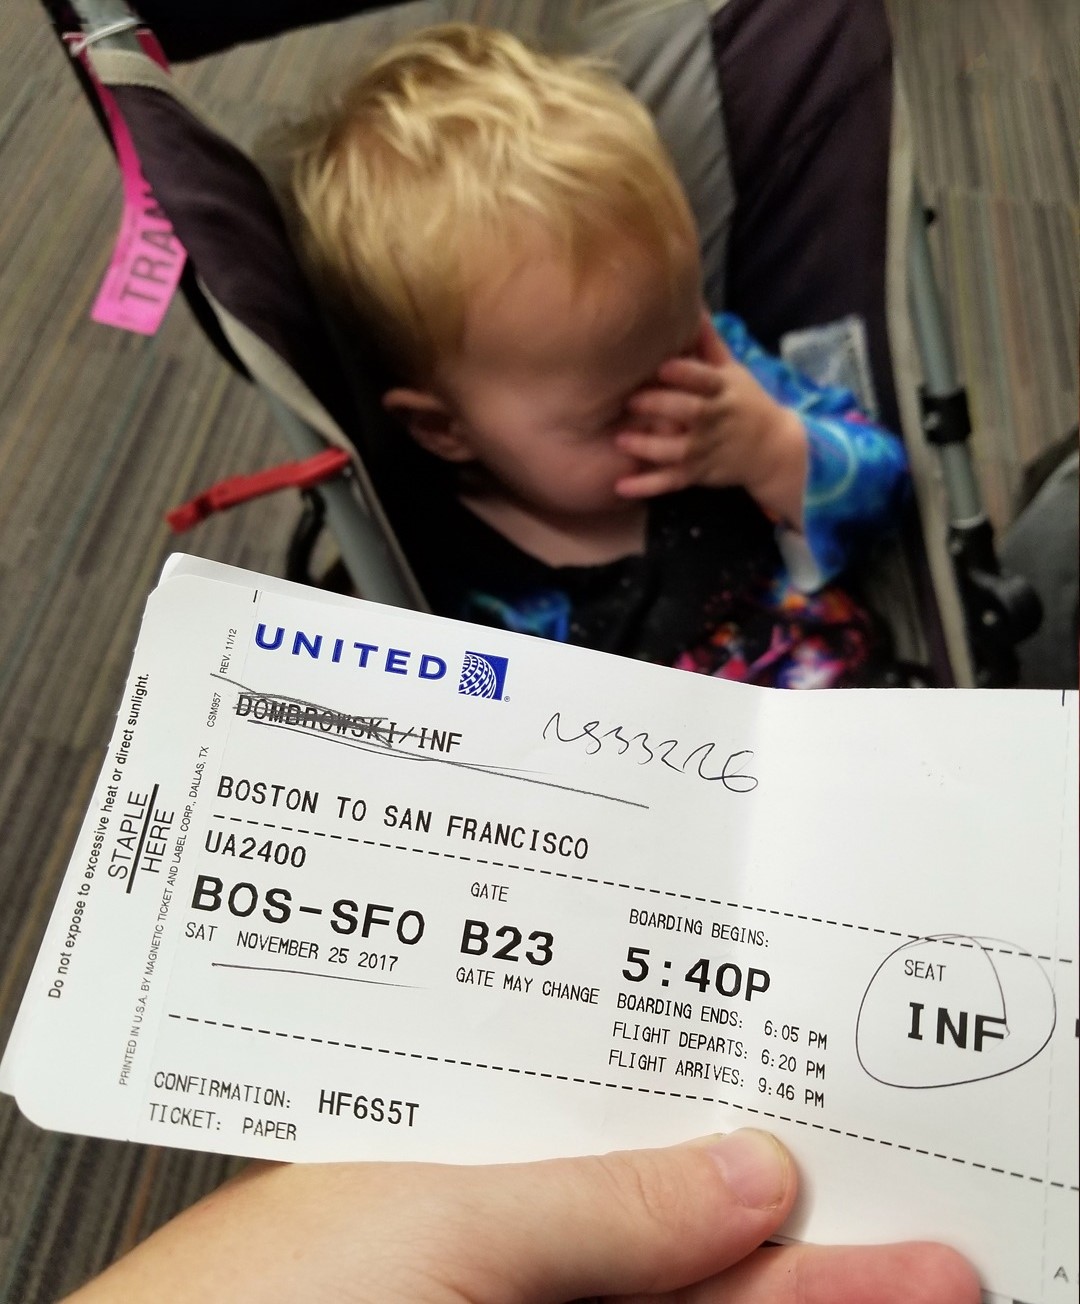 TRAN
UNITED
DOMBROWSKI/INF
BOSTON TO SAN FRANCISCO
UA2400
BOS-SFO
SAT NOVEMBER 25 2017
GATE
B23
GATE MAY CHANGE
BOARDING BEGINS:
5:40P
BOARDING ENDS: 6:05 PM
FLIGHT DEPARTS: 6:20 PM
FLIGHT ARRIVES: 9:46 PM
SEAT
INF
CONFIRMATION: HF6S5T
TICKET: PAPER
Do not expose to excessive heat or direct sunlight.
STAPLE
HERE
PRINTED IN U.S.A. BY MAGNETIC TICKET AND LABEL CORP., DALLAS, TX CSM957 REV. 11/12
A